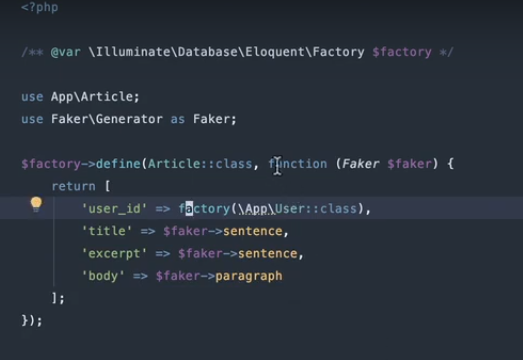 <?php
/** @var \Illuminate\Database\Eloquent\Factory $factory */
use App\Article;
use Faker\Generator as Faker;
$factory->define(Article::class, function (Faker $faker) {
return [
'user_id' => factory(\App\User::class),
'title' => $faker->sentence,
'excerpt' => $faker->sentence,
'body' => $faker->paragraph
];
});